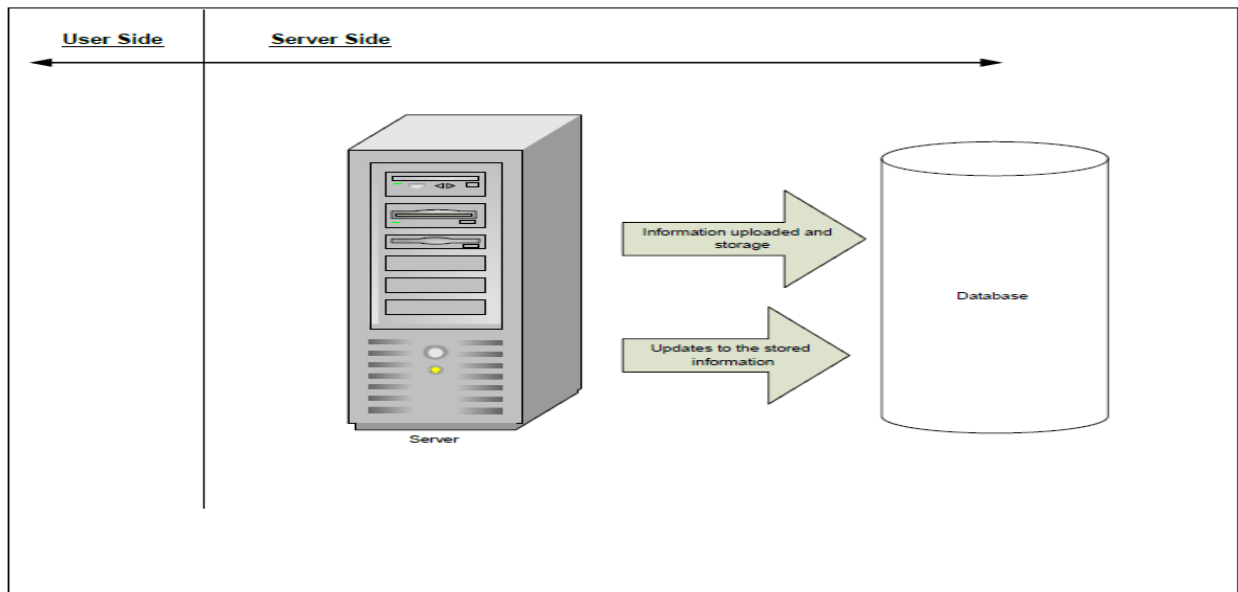 User Side
Server Side
Information uploaded and
storage
Updates to the stored
information
Database
Server